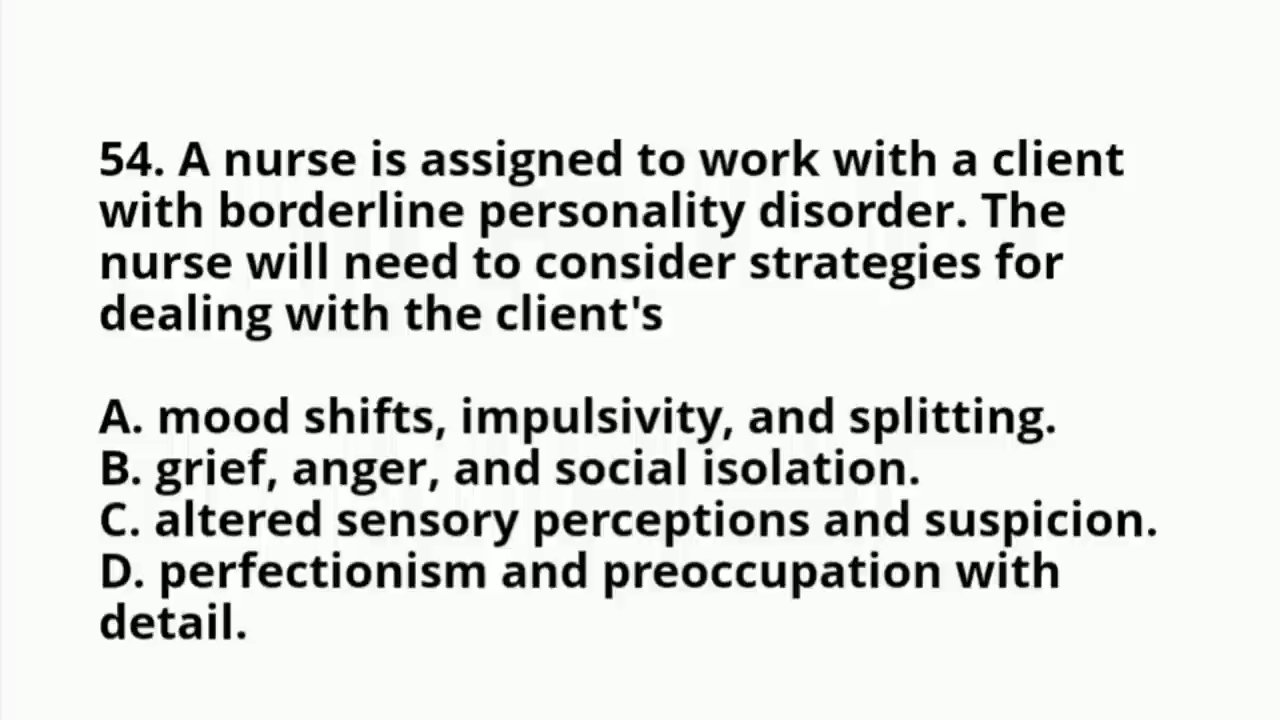 54. A nurse is assigned to work with a client
with borderline personality disorder. The
nurse will need to consider strategies for
dealing with the client's
A. mood shifts, impulsivity, and splitting.
B. grief, anger, and social isolation.
C. altered sensory perceptions and suspicion.
D. perfectionism and preoccupation with
detail.